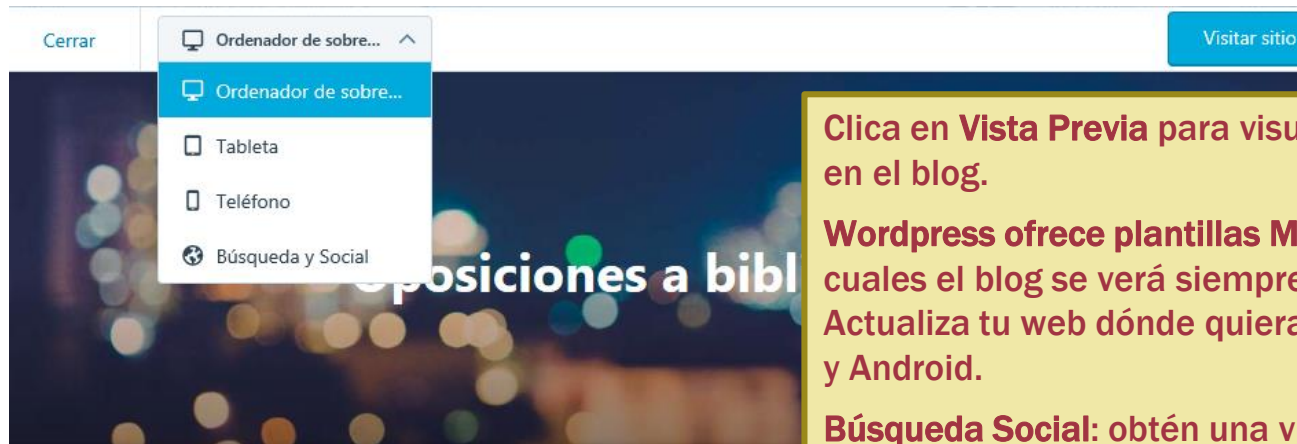 Cerrar
Ordenador de sobre...
Visitar sitio
Ordenador de sobre...
Tableta
Teléfono
Búsqueda y Social
posiciones a bibl
Clica en Vista Previa para visu
en el blog.
Wordpress ofrece plantillas M
cuales el blog se verá siempre
Actualiza tu web dónde quiera
y Android.
Búsqueda Social: obtén una v